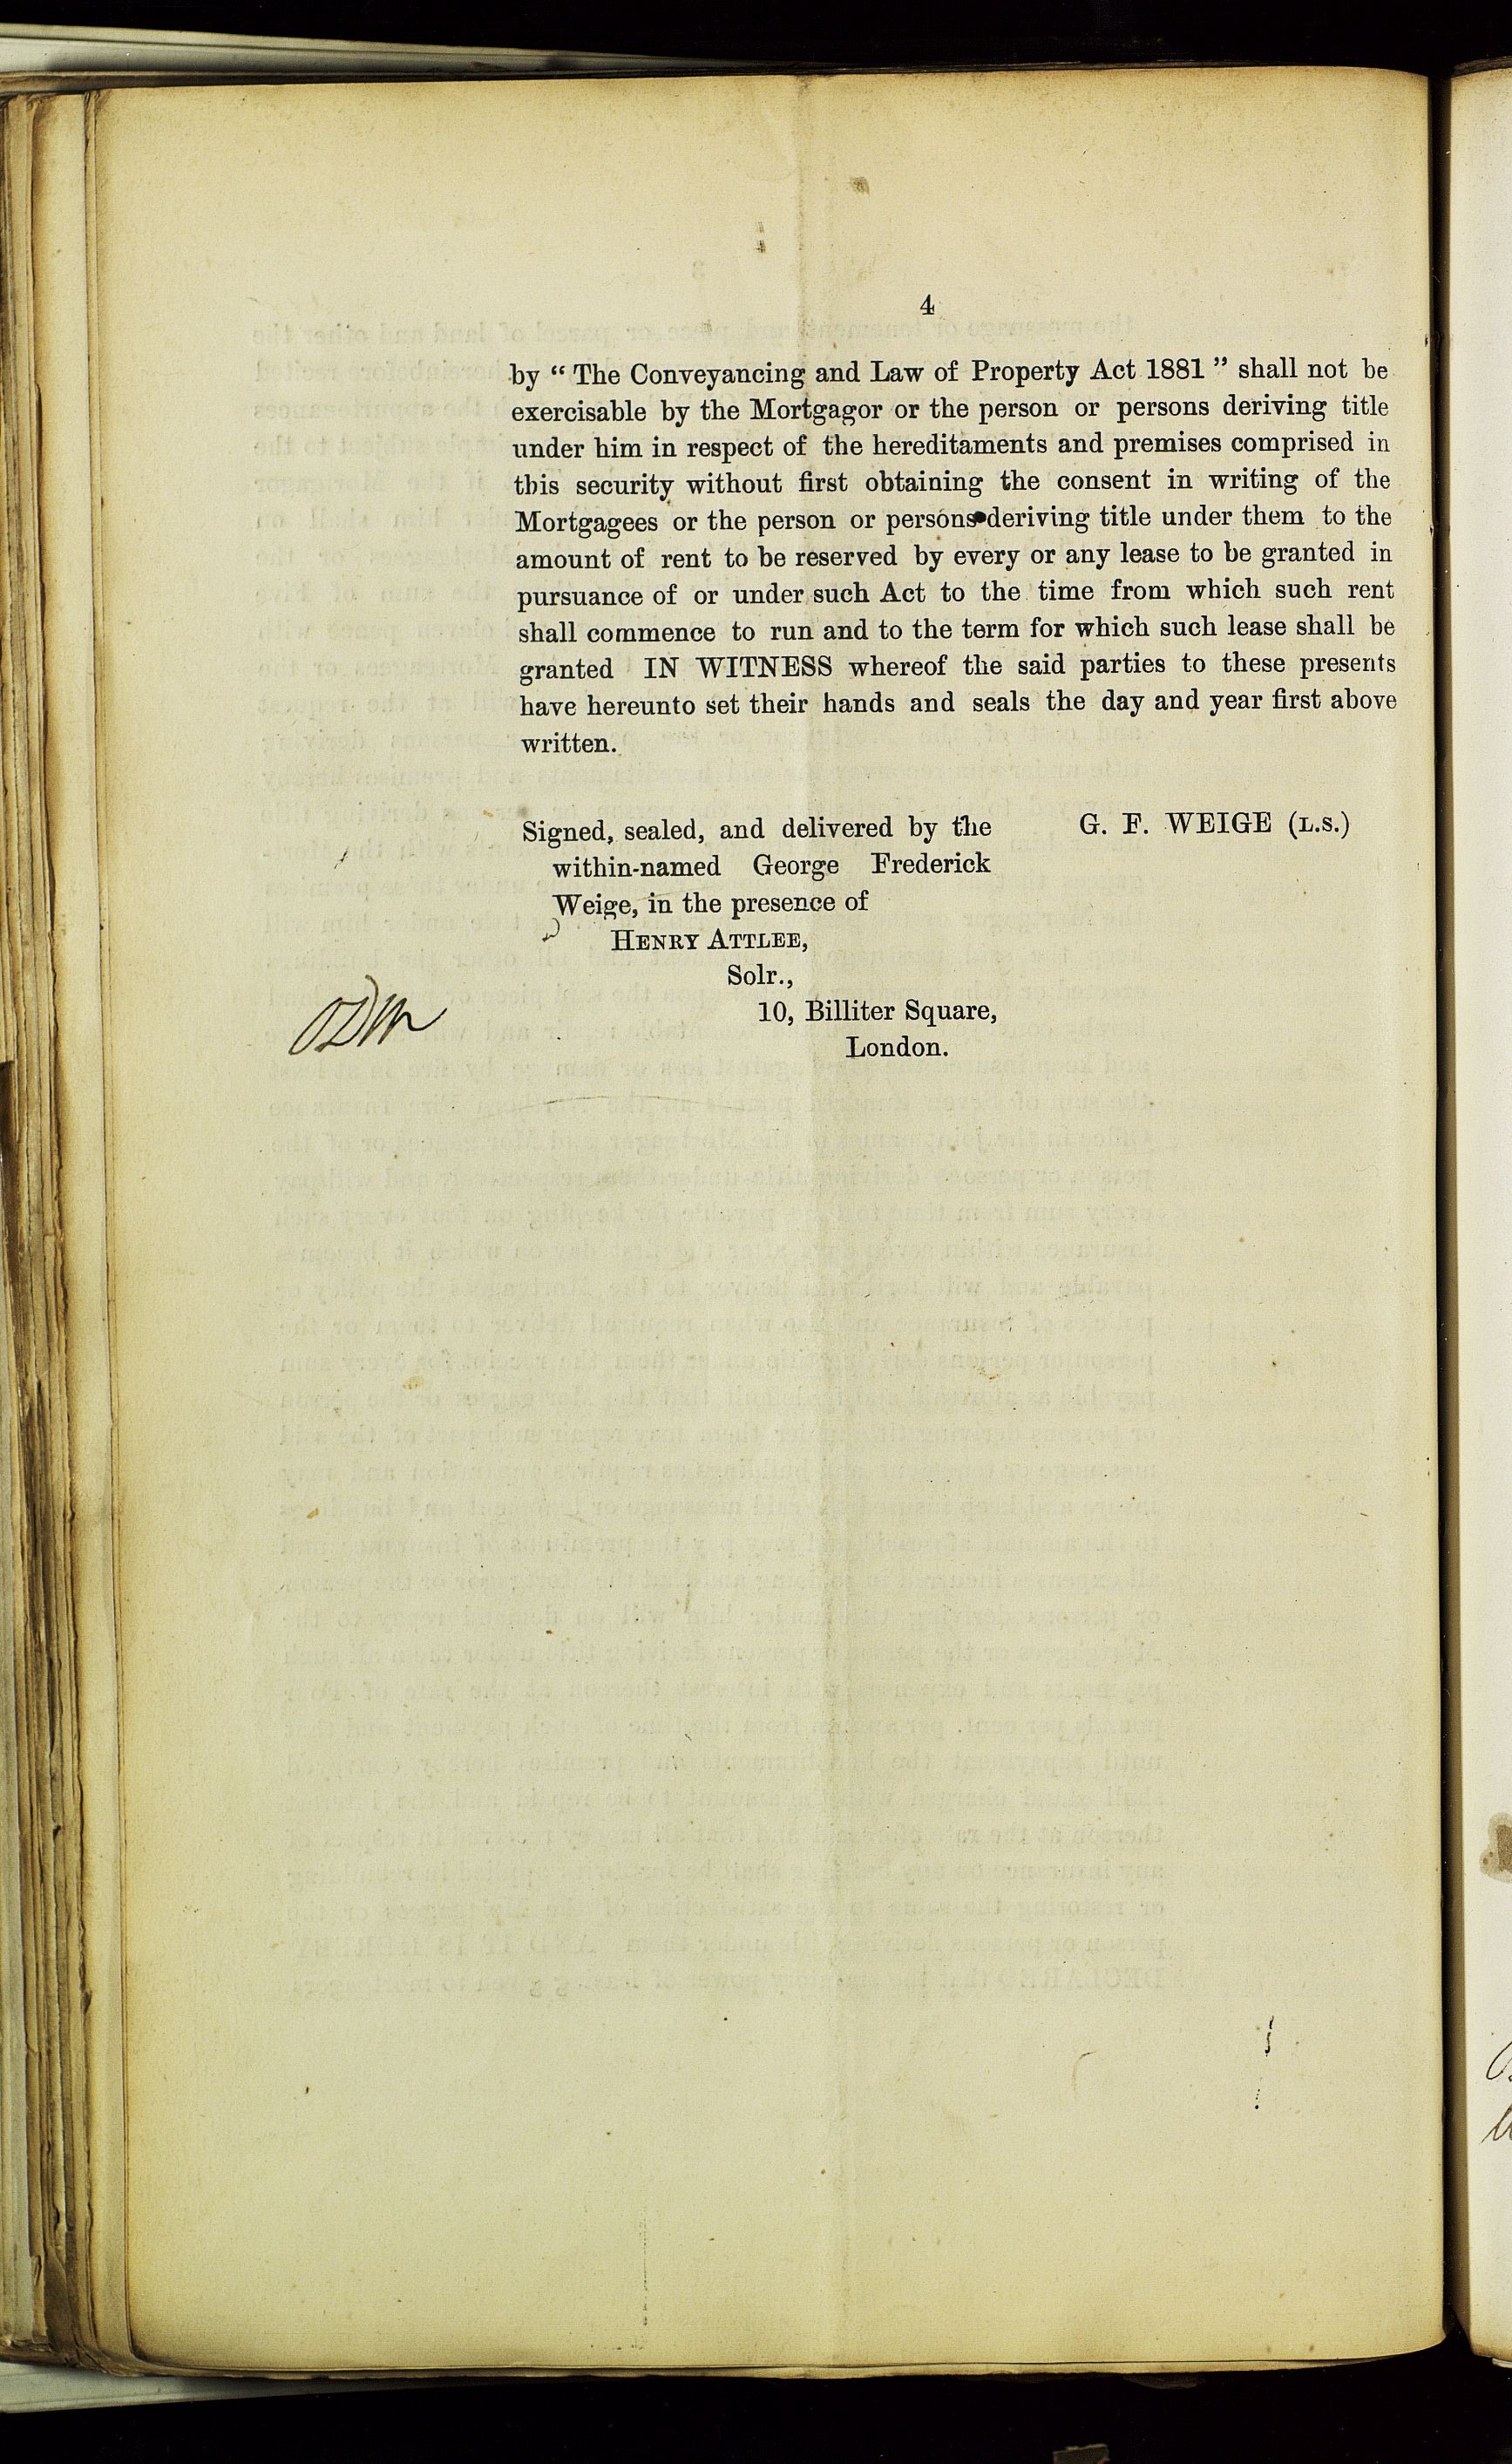 4
by “ The Conveyancing and Law of Property Act 1881 ” shall not be
exercisable by the Mortgagor or the person or persons deriving title
under him in respect of the hereditaments and premises comprised in
this security without first obtaining the consent in writing of the
Mortgagees or the person or persons deriving title under them to the
amount of rent to be reserved by every or any lease to be granted in
pursuance of or under such Act to the time from which such rent
shall commence to run and to the term for which such lease shall be
granted IN WITNESS whereof the said parties to these presents
have hereunto set their hands and seals the day and year first above
written.
Signed, sealed, and delivered by the
within-named George Frederick
Weige, in the presence of
HENRY ATTLEE,
Solr.,
10, Billiter Square,
London.
G. F. WEIGE (L.S.)